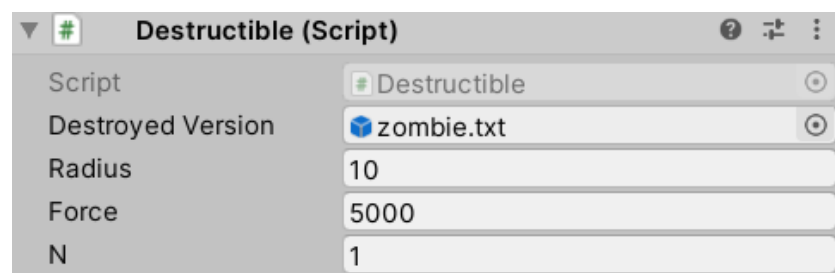 Destructible (Script)
Script Destructible
Destroyed Version zombie.txt
Radius 10
Force 5000
N 1